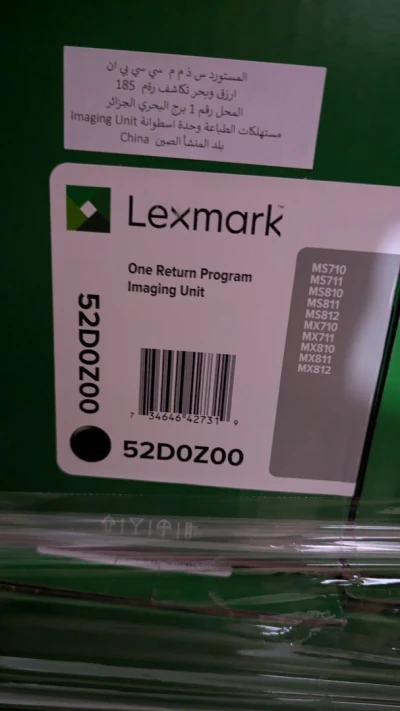 المستورد س ذ م م سي سي بي ان
ارزق وبحر تكاشف رقم 185
المحل رقم 1 برج البحري الجزائر
مستهلكات الطباعة وحدة اسطوانة Imaging Unit
بلد المنشأ الصين China
Lexmark™
One Return Program
Imaging Unit
52D0Z00
MS710
MS711
MS810
MS811
MS812
MX710
MX711
MX810
MX811
MX812
7 34646 42731 9
52D0Z00